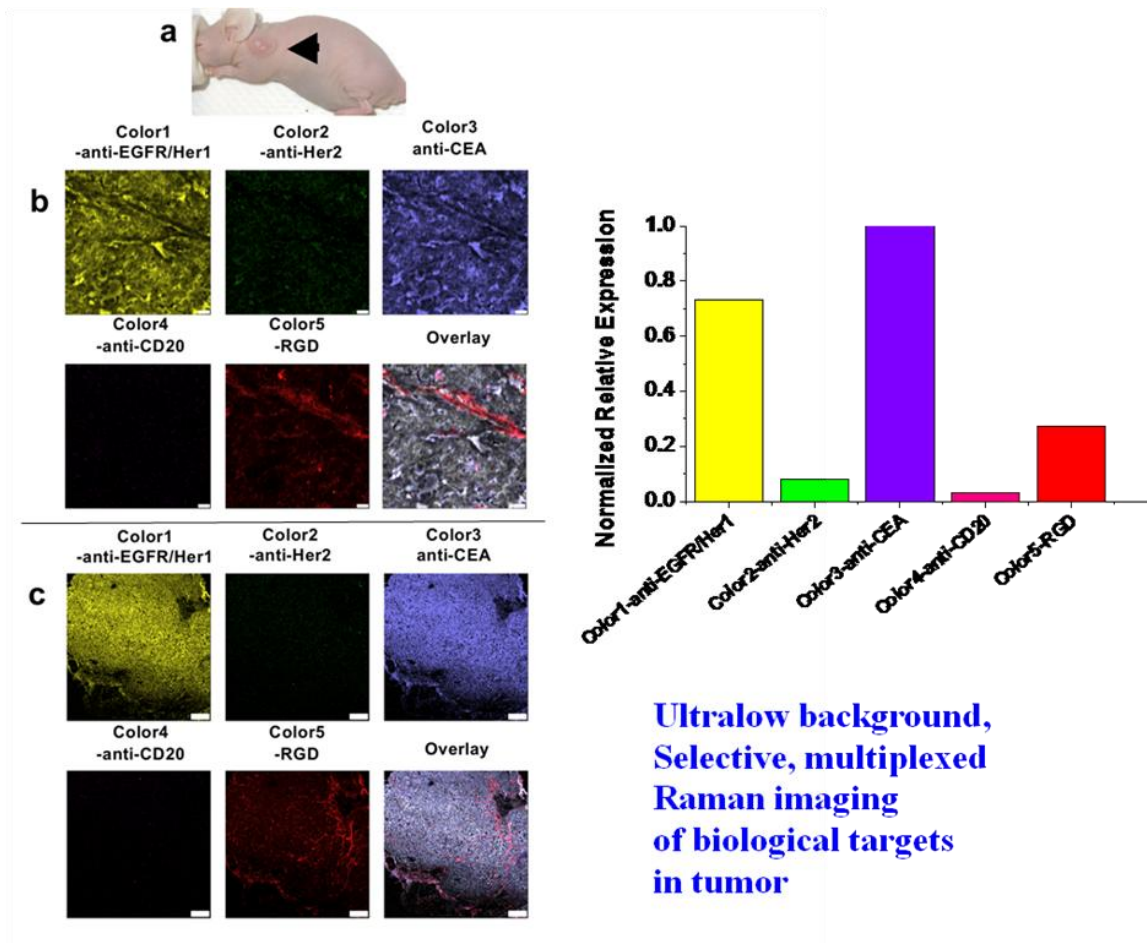 a
Color1
-anti-EGFR/Her1
Color2
-anti-Her2
Color3
anti-CEA
b
Color4
-anti-CD20
Color5
-RGD
Overlay
Color1
-anti-EGFR/Her1
Color2
-anti-Her2
Color3
anti-CEA
c
Color4
-anti-CD20
Color5
-RGD
Overlay
Normalized Relative Expression
1.0
0.8
0.6
0.4
0.2
0.0
Color1-anti-EGFR/Her1
Color2-anti-Her2
Color3-anti-CEA
Color4-anti-CD20
Color5-RGD
Ultralow background,
Selective, multiplexed
Raman imaging
of biological targets
in tumor